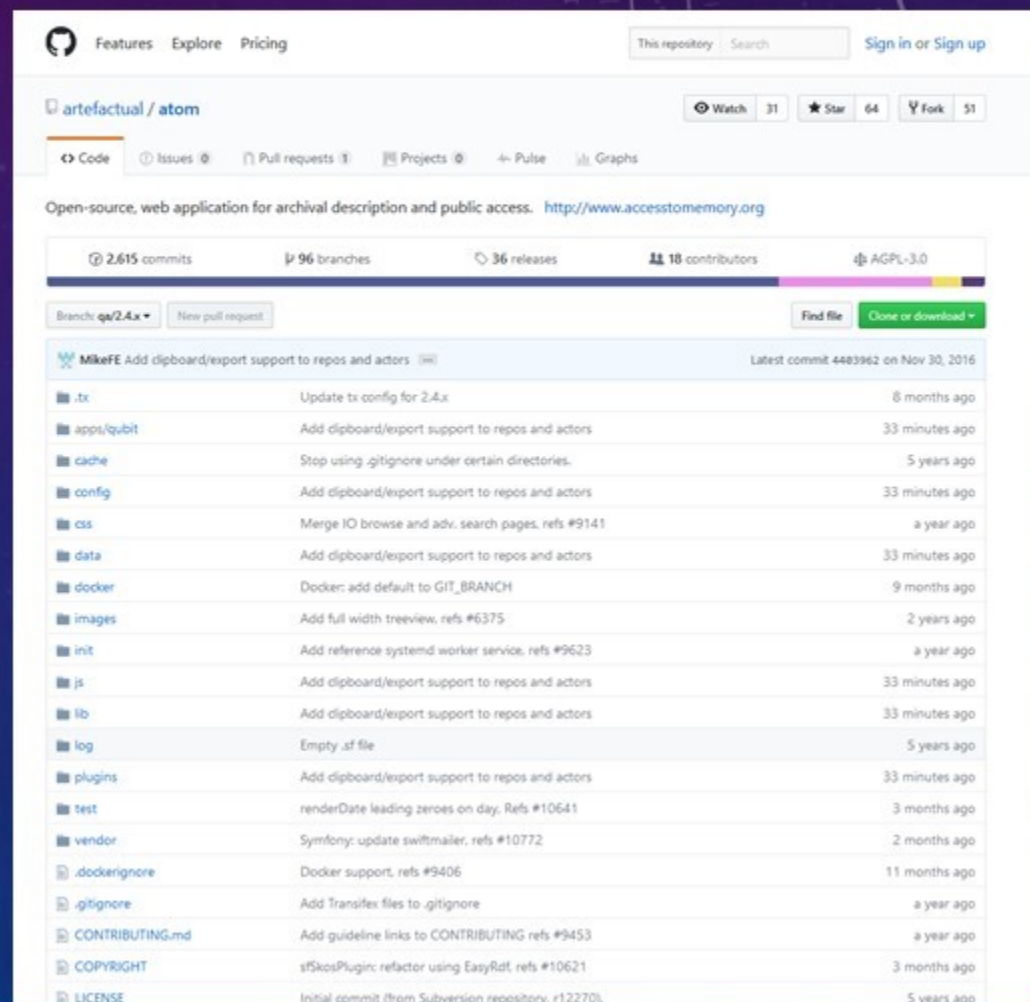 Features Explore Pricing This repository Search Sign in or Sign up
artefactual / atom Watch 31 Star 64 Fork 51
Code Issues 0 Pull requests 1 Projects 0 Pulse Graphs
Open-source, web application for archival description and public access. http://www.accesstomemory.org
2,615 commits 96 branches 36 releases 18 contributors AGPL-3.0
Branch: qa/2.4.x New pull request Find file Clone or download
MikeFE Add clipboard/export support to repos and actors Latest commit 4403962 on Nov 30, 2016
.tx Update tx config for 2.4.x 8 months ago
apps/qubit Add clipboard/export support to repos and actors 33 minutes ago
cache Stop using .gitignore under certain directories. 5 years ago
config Add clipboard/export support to repos and actors 33 minutes ago
css Merge IO browse and adv. search pages, refs #9141 a year ago
data Add clipboard/export support to repos and actors 33 minutes ago
docker Docker: add default to GIT_BRANCH 9 months ago
images Add full width treeview, refs #6375 2 years ago
init Add reference systemd worker service, refs #9623 a year ago
js Add clipboard/export support to repos and actors 33 minutes ago
lib Add clipboard/export support to repos and actors 33 minutes ago
log Empty .sf file 5 years ago
plugins Add clipboard/export support to repos and actors 33 minutes ago
test renderDate leading zeroes on day. Refs #10641 3 months ago
vendor Symfony: update swiftmailer, refs #10772 2 months ago
.dockerignore Docker support, refs #9406 11 months ago
.gitignore Add Transifex files to .gitignore a year ago
CONTRIBUTING.md Add guideline links to CONTRIBUTING refs #9453 a year ago
COPYRIGHT sfSkosPlugin: refactor using EasyRdf, refs #10621 3 months ago
LICENSE Initial commit (from Subversion repository, r12270). 5 years ago